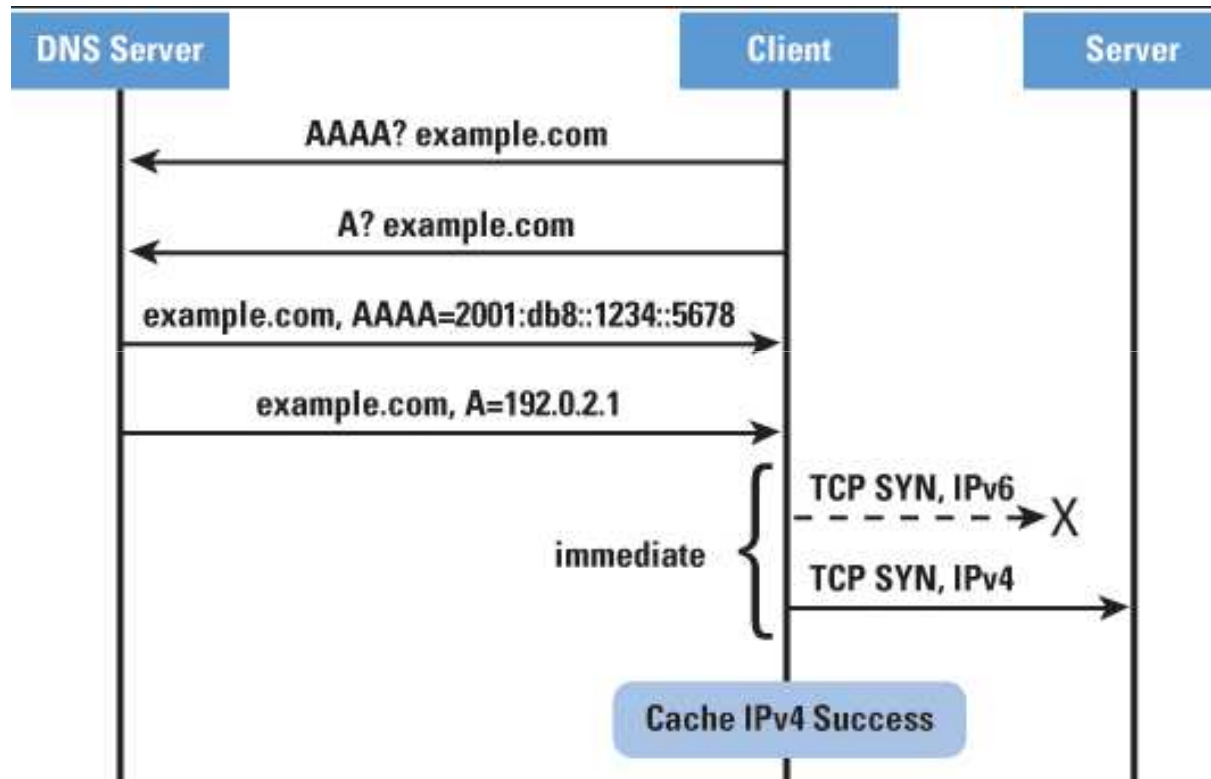 DNS Server
Client
Server
AAAA? example.com
A? example.com
example.com, AAAA=2001:db8::1234::5678
example.com, A=192.0.2.1
TCP SYN, IPv6
X
immediate
TCP SYN, IPv4
Cache IPv4 Success